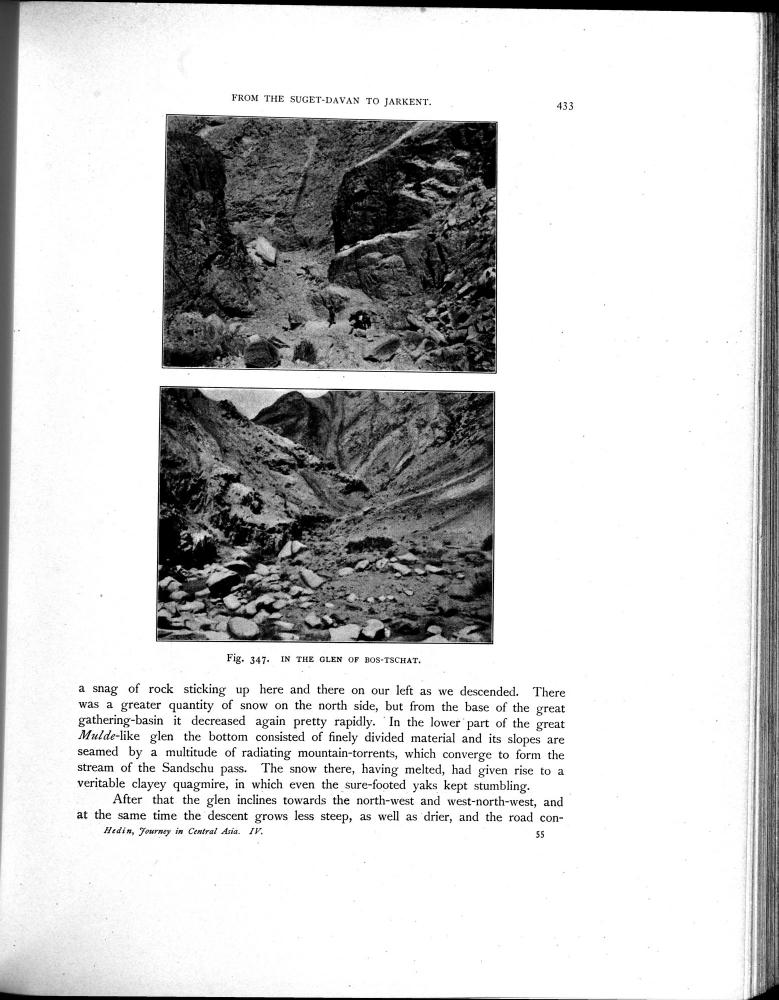 FROM THE SUGET-DAVAN TO JARKENT.
433
Fig. 347. IN THE GLEN OF BOS-TSCHAT.
a snag of rock sticking up here and there on our left as we descended. There
was a greater quantity of snow on the north side, but from the base of the great
gathering-basin it decreased again pretty rapidly. In the lower part of the great
Mulde-like glen the bottom consisted of finely divided material and its slopes are
seamed by a multitude of radiating mountain-torrents, which converge to form the
stream of the Sandschu pass. The snow there, having melted, had given rise to a
veritable clayey quagmire, in which even the sure-footed yaks kept stumbling.
After that the glen inclines towards the north-west and west-north-west, and
at the same time the descent grows less steep, as well as drier, and the road con-
Hedin, Journey in Central Asia. IV.
55